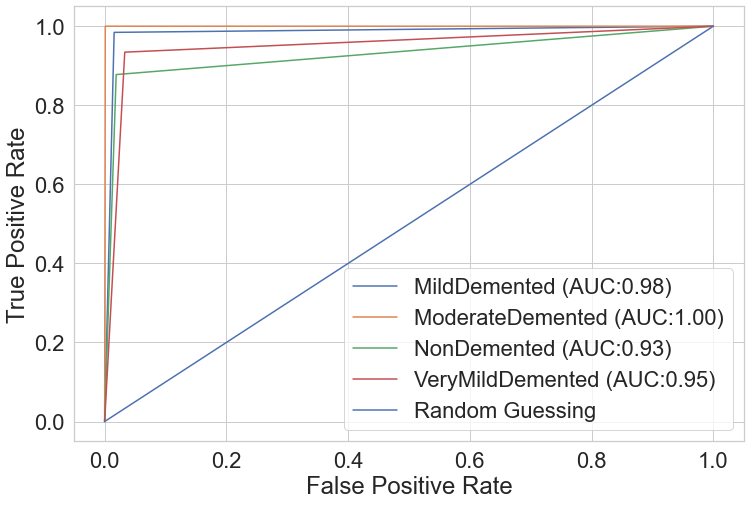 True Positive Rate
1.0
0.8
0.6
0.4
0.2
0.0
MildDemented (AUC:0.98)
ModerateDemented (AUC:1.00)
NonDemented (AUC:0.93)
VeryMildDemented (AUC:0.95)
Random Guessing
0.0 0.2 0.4 0.6 0.8 1.0
False Positive Rate